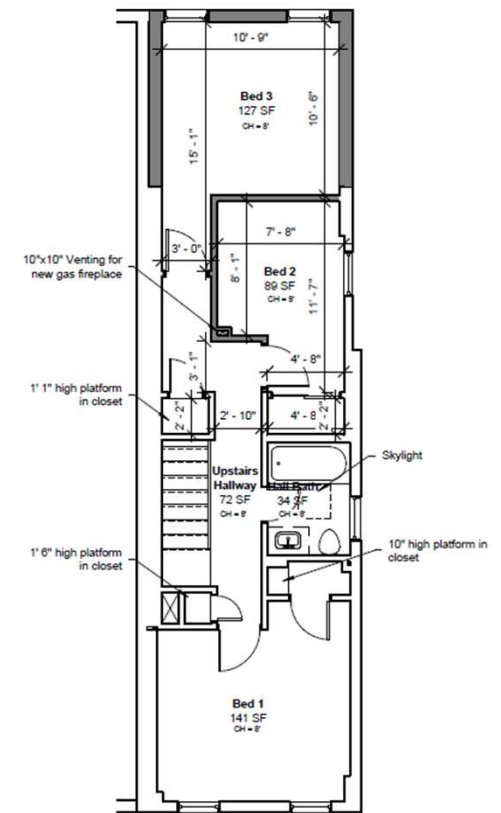 10' - 9"
Bed 3
127 SF
CH = 8'
10' - 6"
15' - 1"
3' - 0"
7' - 8"
10"x10" Venting for
new gas fireplace
8' - 1"
Bed 2
89 SF
CH = 8'
11' - 7"
4' - 8"
3' - 1"
1' 1" high platform
in closet
2' - 2"
2' - 10"
4' - 8
2' - 2"
Skylight
Upstairs
Hallway
72 SF
CH = 8'
Hall Bath
34 SF
CH = 8'
10" high platform in
closet
1' 6" high platform
in closet
Bed 1
141 SF
CH = 8'